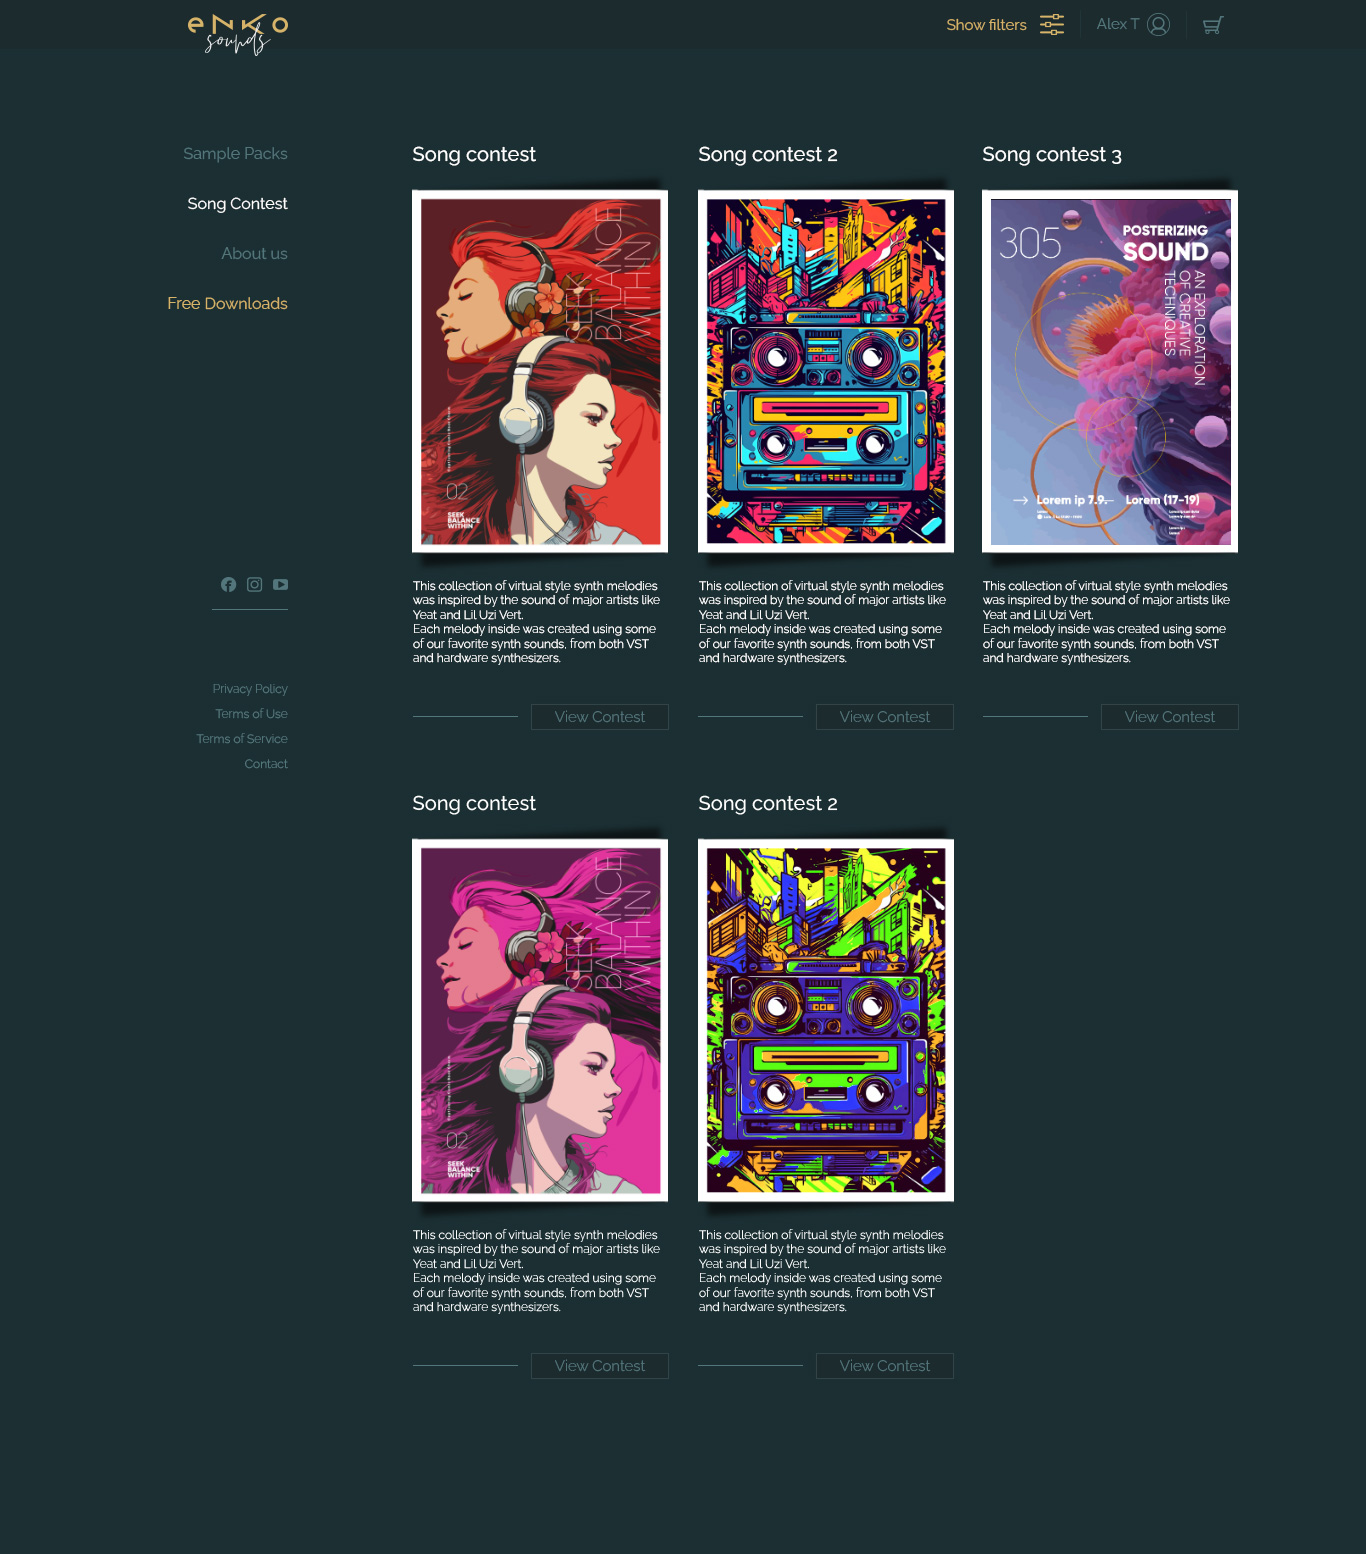 eNKO
sounds
Show filters
Alex T
Sample Packs
Song Contest
About us
Free Downloads
Privacy Policy
Terms of Use
Terms of Service
Contact
Song contest
SEEK
BALANCE
WITHIN
02
SEEK
BALANCE
WITHIN
This collection of virtual style synth melodies
was inspired by the sound of major artists like
Yeat and Lil Uzi Vert.
Each melody inside was created using some
of our favorite synth sounds, from both VST
and hardware synthesizers.
View Contest
Song contest 2
This collection of virtual style synth melodies
was inspired by the sound of major artists like
Yeat and Lil Uzi Vert.
Each melody inside was created using some
of our favorite synth sounds, from both VST
and hardware synthesizers.
View Contest
Song contest 3
305
POSTERIZING
SOUND
AN EXPLORATION
OF CREATIVE
TECHNIQUES
Lorem ip 7.9.
Lorem (17–19)
This collection of virtual style synth melodies
was inspired by the sound of major artists like
Yeat and Lil Uzi Vert.
Each melody inside was created using some
of our favorite synth sounds, from both VST
and hardware synthesizers.
View Contest
Song contest
SEEK
BALANCE
WITHIN
02
SEEK
BALANCE
WITHIN
This collection of virtual style synth melodies
was inspired by the sound of major artists like
Yeat and Lil Uzi Vert.
Each melody inside was created using some
of our favorite synth sounds, from both VST
and hardware synthesizers.
View Contest
Song contest 2
This collection of virtual style synth melodies
was inspired by the sound of major artists like
Yeat and Lil Uzi Vert.
Each melody inside was created using some
of our favorite synth sounds, from both VST
and hardware synthesizers.
View Contest